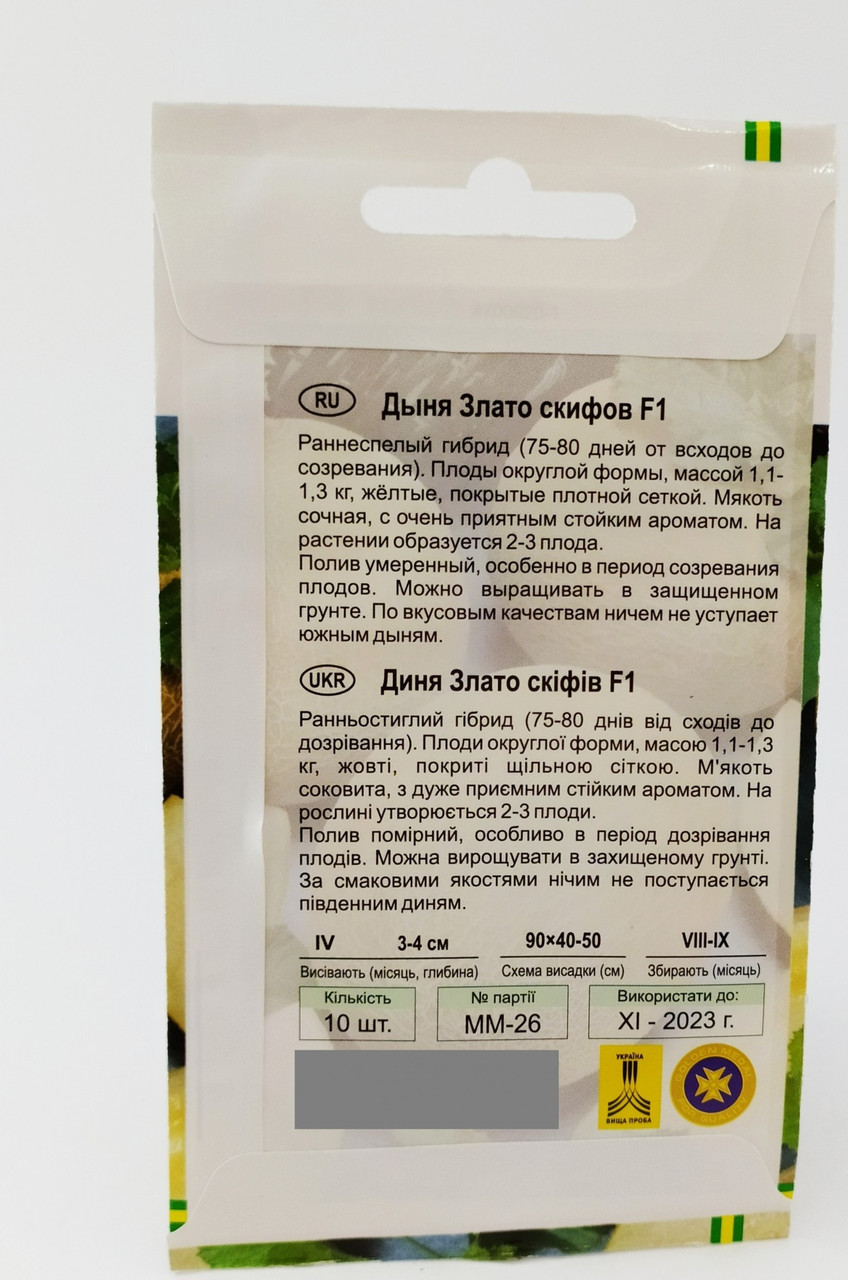 RU Дыня Злато скифов F1
Раннеспелый гибрид (75-80 дней от всходов до
созревания). Плоды округлой формы, массой 1,1-
1,3 кг, жёлтые, покрытые плотной сеткой. Мякоть
сочная, с очень приятным стойким ароматом. На
растении образуется 2-3 плода.
Полив умеренный, особенно в период созревания
плодов. Можно выращивать в защищенном
грунте. По вкусовым качествам ничем не уступает
южным дыням.
UKR Диня Злато скіфів F1
Ранньостиглий гібрид (75-80 днів від сходів до
дозрівання). Плоди округлої форми, масою 1,1-1,3
кг, жовті, покриті щільною сіткою. М'якоть
соковита, з дуже приємним стійким ароматом. На
рослині утворюється 2-3 плоди.
Полив помірний, особливо в період дозрівання
плодів. Можна вирощувати в захищеному грунті.
За смаковими якостями нічим не поступається
південним диням.
IV 3-4 см 90×40-50 VIII-IX
Висівають (місяць, глибина) Схема висадки (см) Збирають (місяць)
Кількість № партії Використати до:
10 шт. ММ-26 XI - 2023 г.
УКРАЇНА
ВИЩА ПРОБА
GOLDEN MEDAL